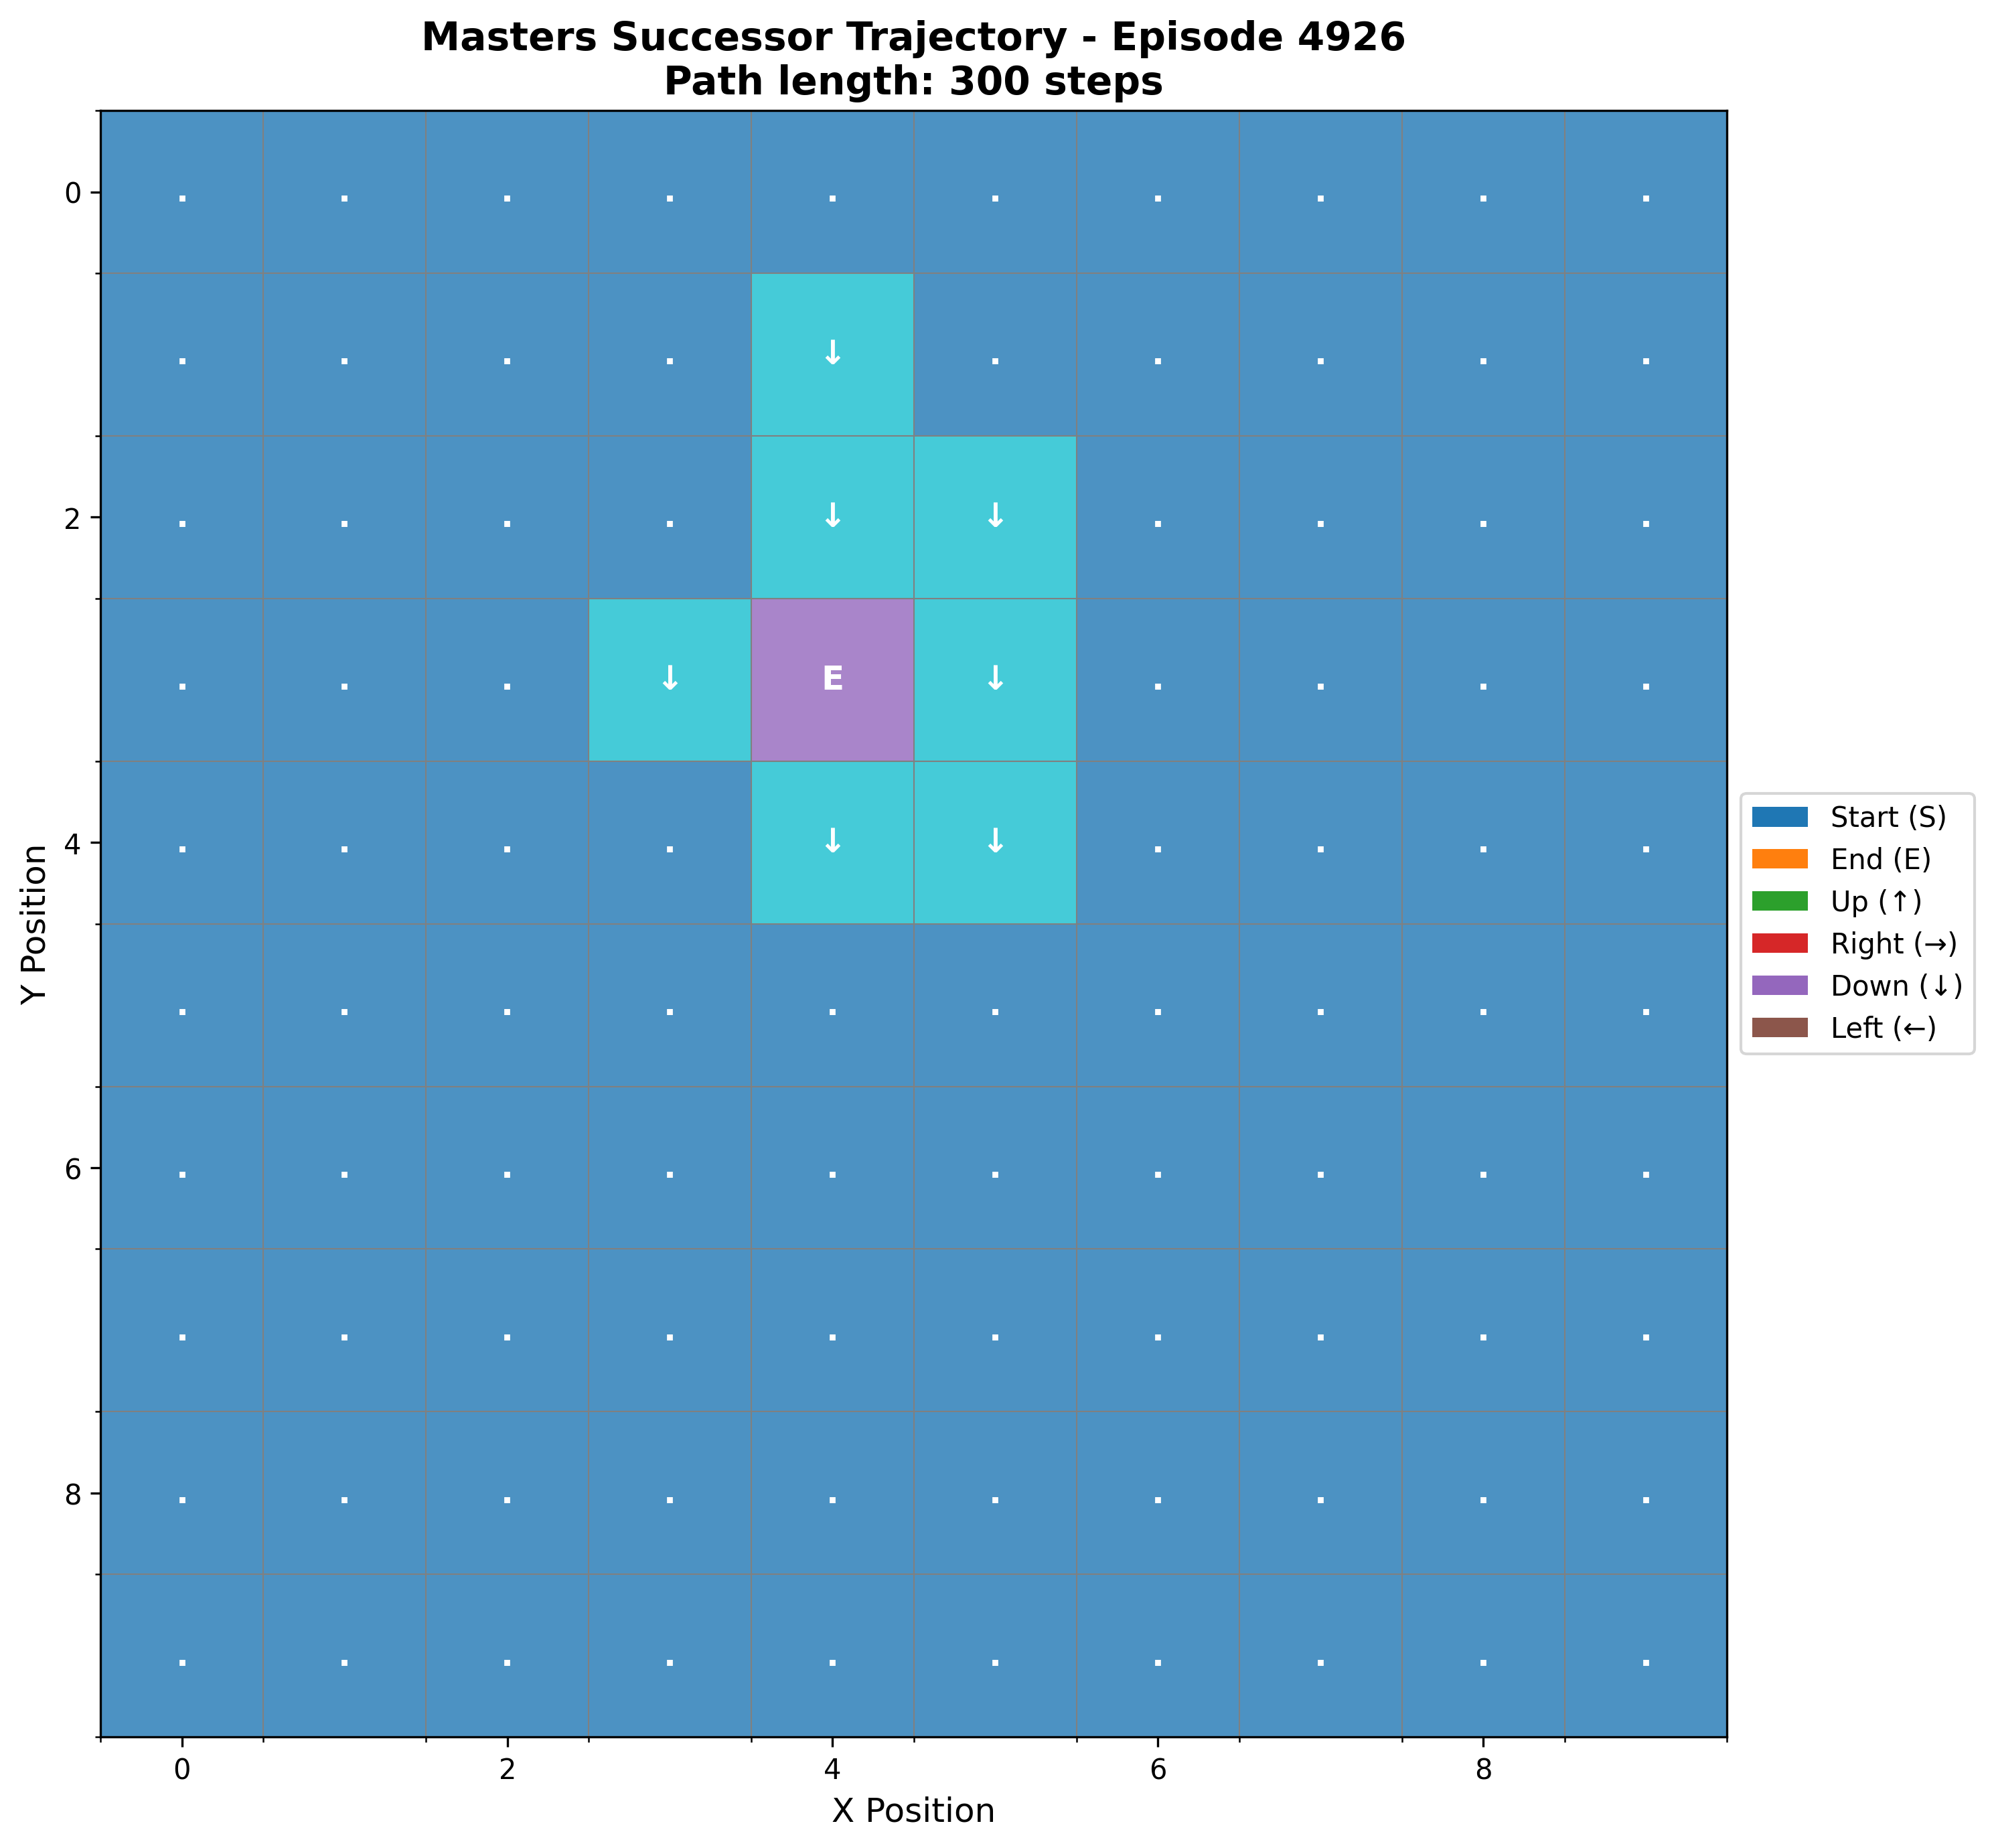 Masters Successor Trajectory - Episode 4926
Path length: 300 steps
0
. . . . . . . . . .
. . . . ↓ . . . . .
2
. . . . ↓ ↓ . . . .
. . . ↓ E ↓ . . . .
4
. . . . ↓ ↓ . . . .
. . . . . . . . . .
6
. . . . . . . . . .
. . . . . . . . . .
8
. . . . . . . . . .
. . . . . . . . . .
0 2 4 6 8
X Position
Y Position
Start (S)
End (E)
Up (↑)
Right (→)
Down (↓)
Left (←)